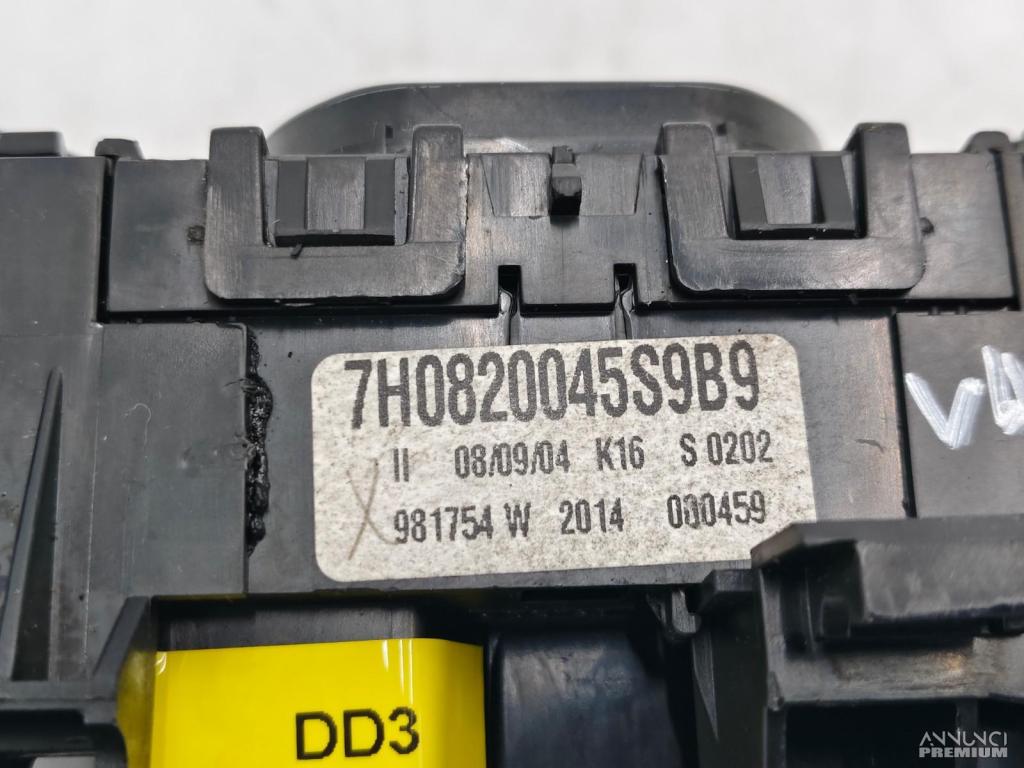 7H0820045S9B9
II 08/09/04 K16 S 0202
981754 W 2014 000459
DD3
ANNUNCI
PREMIUM